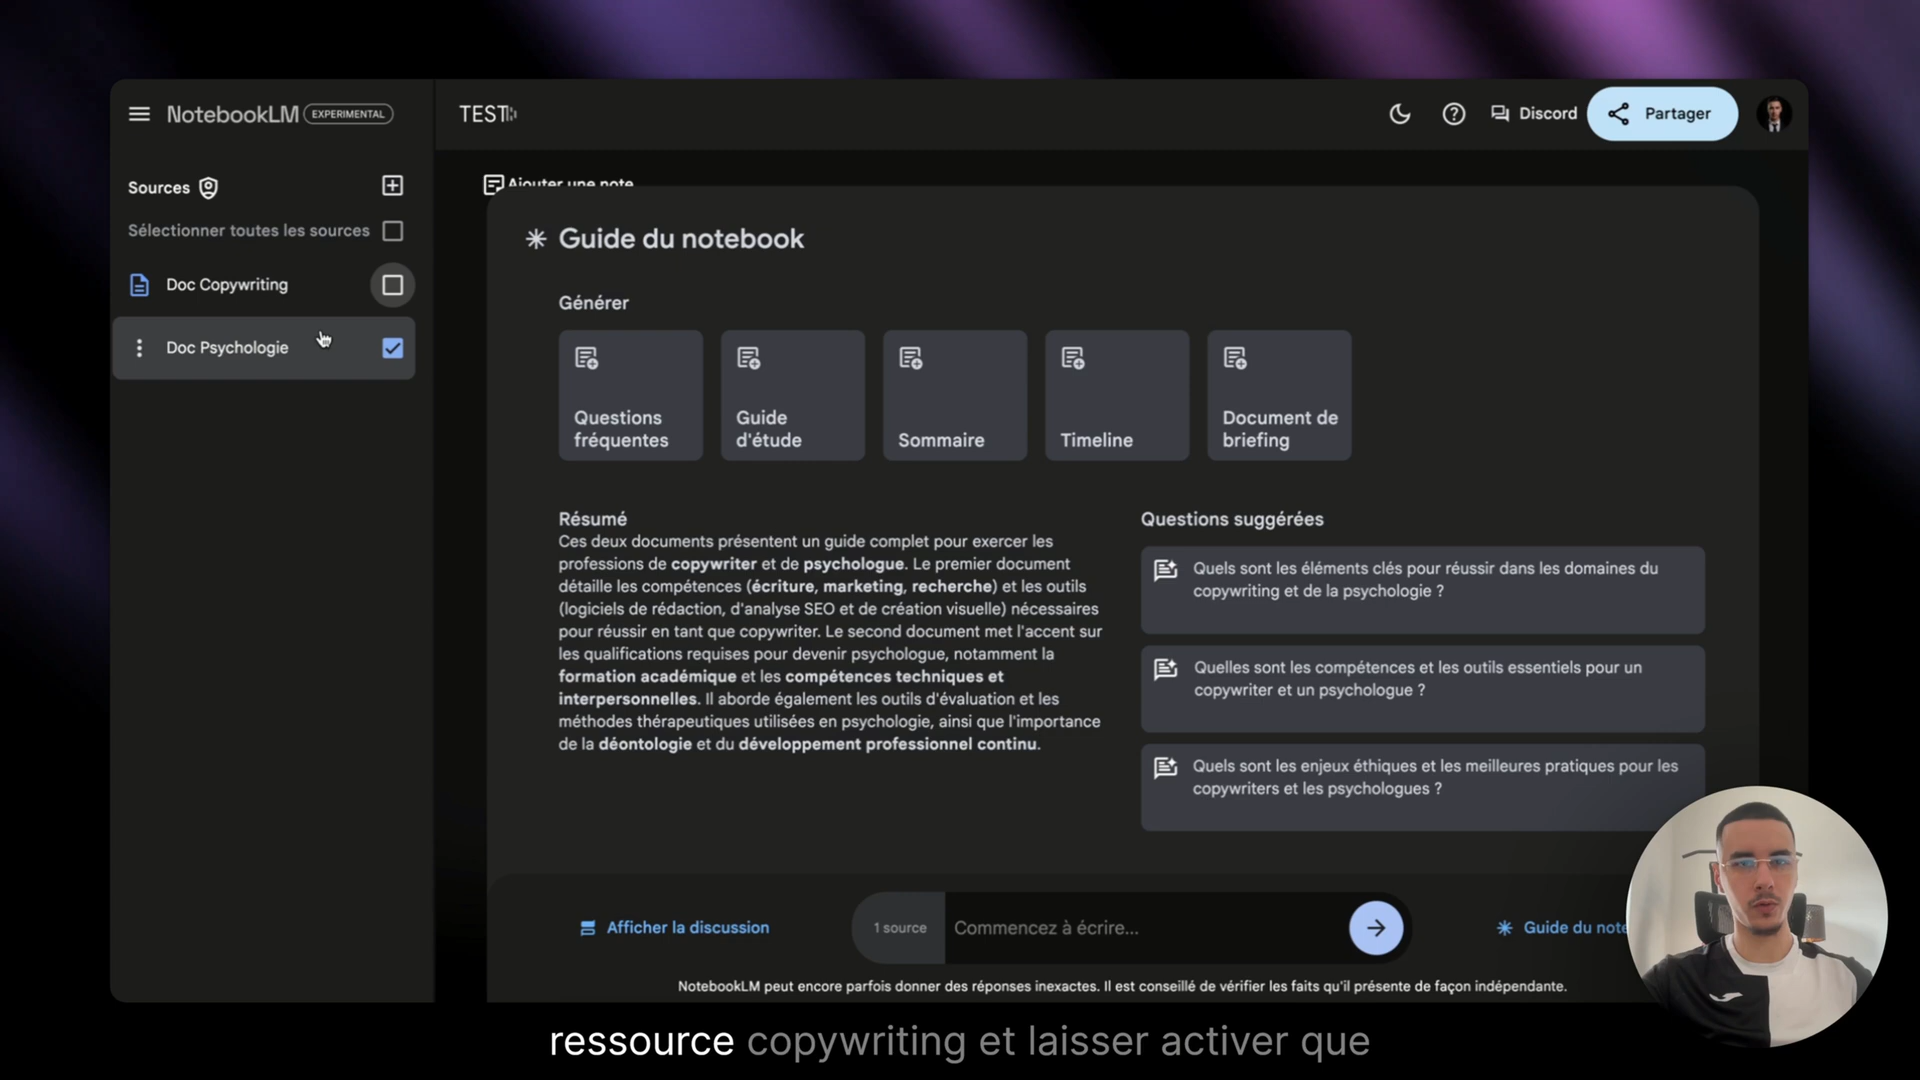 NotebookLM EXPERIMENTAL
TEST
Discord
Partager
Sources
Sélectionner toutes les sources
Doc Copywriting
Doc Psychologie
Ajouter une note
Guide du notebook
Générer
Questions
fréquentes
Guide
d'étude
Sommaire
Timeline
Document de
briefing
Résumé
Ces deux documents présentent un guide complet pour exercer les
professions de copywriter et de psychologue. Le premier document
détaille les compétences (écriture, marketing, recherche) et les outils
(logiciels de rédaction, d'analyse SEO et de création visuelle) nécessaires
pour réussir en tant que copywriter. Le second document met l'accent sur
les qualifications requises pour devenir psychologue, notamment la
formation académique et les compétences techniques et
interpersonnelles. Il aborde également les outils d'évaluation et les
méthodes thérapeutiques utilisées en psychologie, ainsi que l'importance
de la déontologie et du développement professionnel continu.
Questions suggérées
Quels sont les éléments clés pour réussir dans les domaines du
copywriting et de la psychologie ?
Quelles sont les compétences et les outils essentiels pour un
copywriter et un psychologue ?
Quels sont les enjeux éthiques et les meilleures pratiques pour les
copywriters et les psychologues ?
Afficher la discussion
1 source
Commencez à écrire...
Guide du note
NotebookLM peut encore parfois donner des réponses inexactes. Il est conseillé de vérifier les faits qu'il présente de façon indépendante.
ressource copywriting et laisser activer que